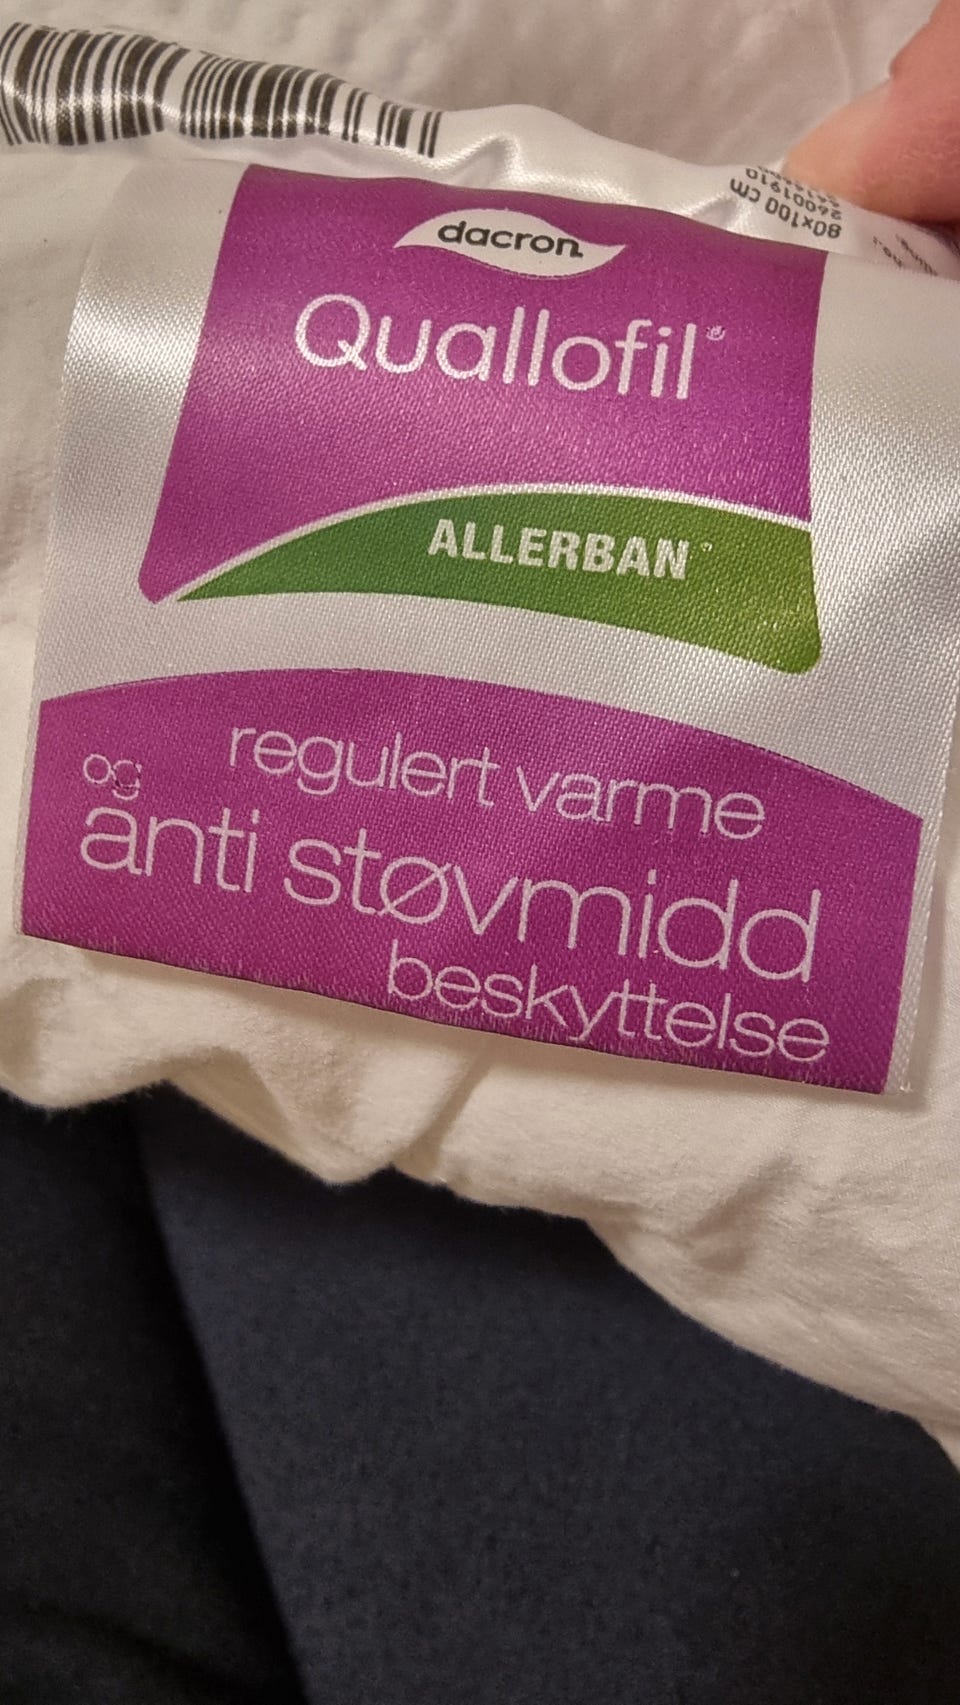 80x100 cm
dacron
Quallofil®
ALLERBAN
regulert varme
og
anti støvmidd
beskyttelse